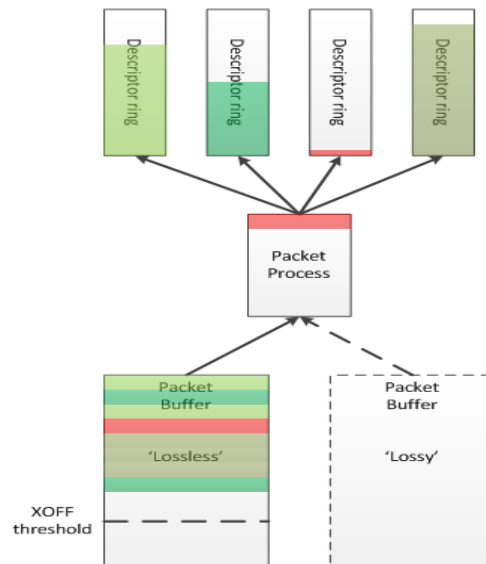 Descriptor ring
Descriptor ring
Descriptor ring
Descriptor ring
Packet
Process
Packet
Buffer
'Lossless'
Packet
Buffer
'Lossy'
XOFF
threshold